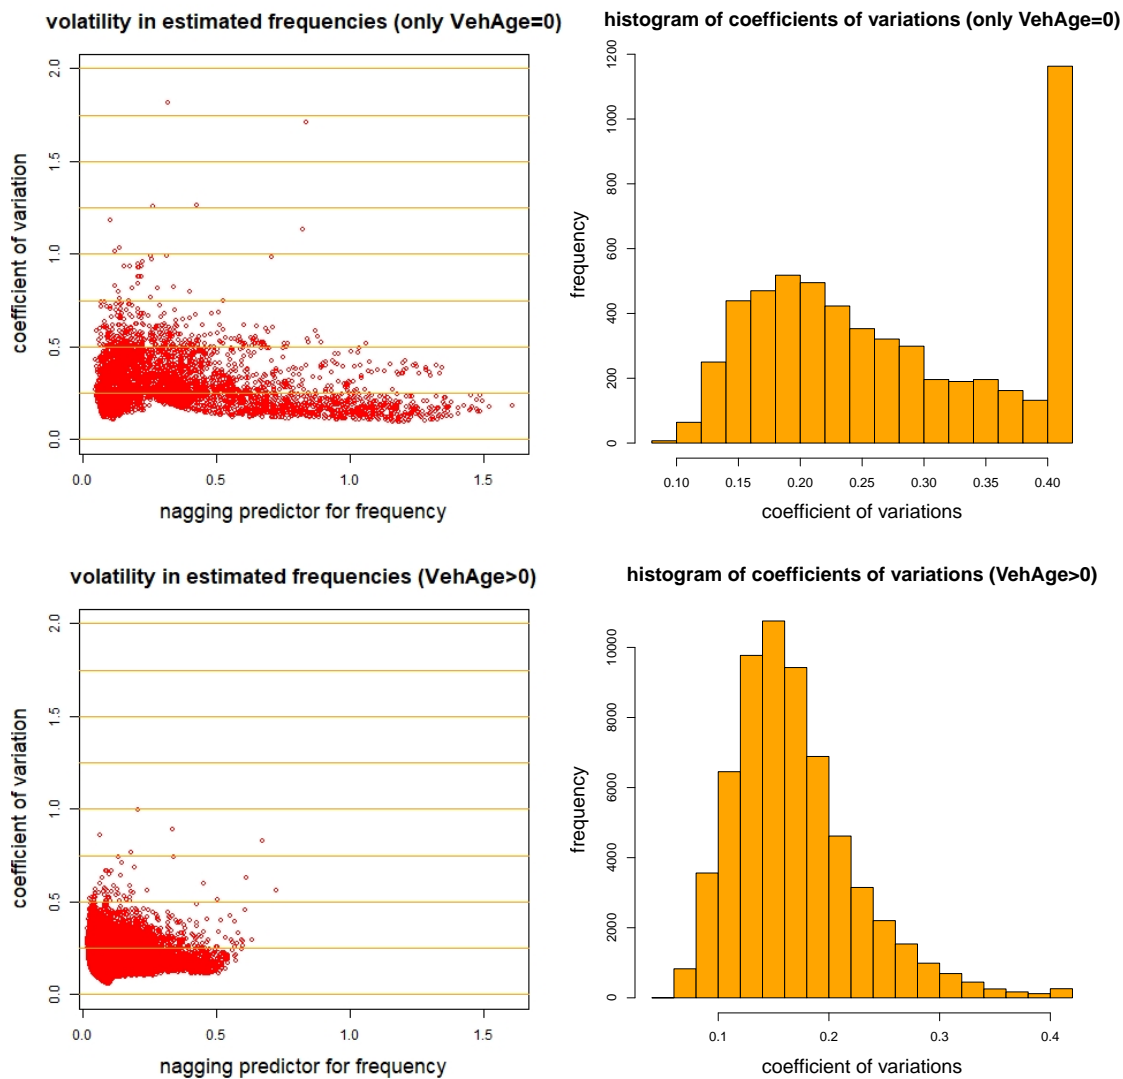 volatility in estimated frequencies (only VehAge=0)
coefficient of variation
2.0
1.5
1.0
0.5
0.0
0.0 0.5 1.0 1.5
nagging predictor for frequency
histogram of coefficients of variations (only VehAge=0)
frequency
1200
1000
800
600
400
200
0
0.10 0.15 0.20 0.25 0.30 0.35 0.40
coefficient of variations
volatility in estimated frequencies (VehAge>0)
coefficient of variation
2.0
1.5
1.0
0.5
0.0
0.0 0.5 1.0 1.5
nagging predictor for frequency
histogram of coefficients of variations (VehAge>0)
frequency
10000
8000
6000
4000
2000
0
0.1 0.2 0.3 0.4
coefficient of variations